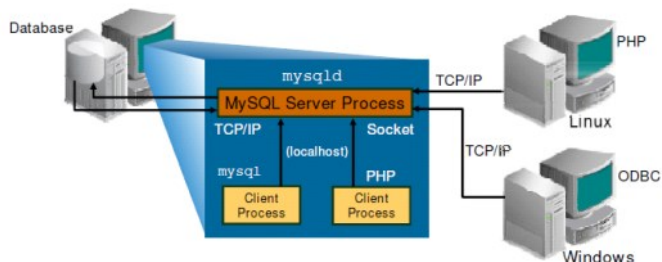 Database
mysqld
MySQL Server Process
TCP/IP
Socket
(localhost)
mysql
PHP
Client
Process
Client
Process
TCP/IP
PHP
Linux
TCP/IP
ODBC
Windows